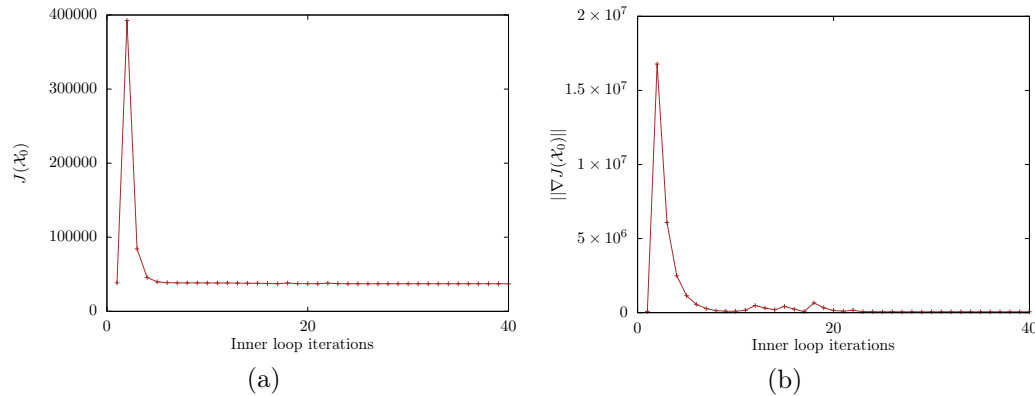 400000
300000
200000
100000
0
J(𝒳₀)
0 20 40
Inner loop iterations
(a)
2 × 10⁷
1.5 × 10⁷
1 × 10⁷
5 × 10⁶
0
||∇J(𝒳₀)||
0 20 40
Inner loop iterations
(b)